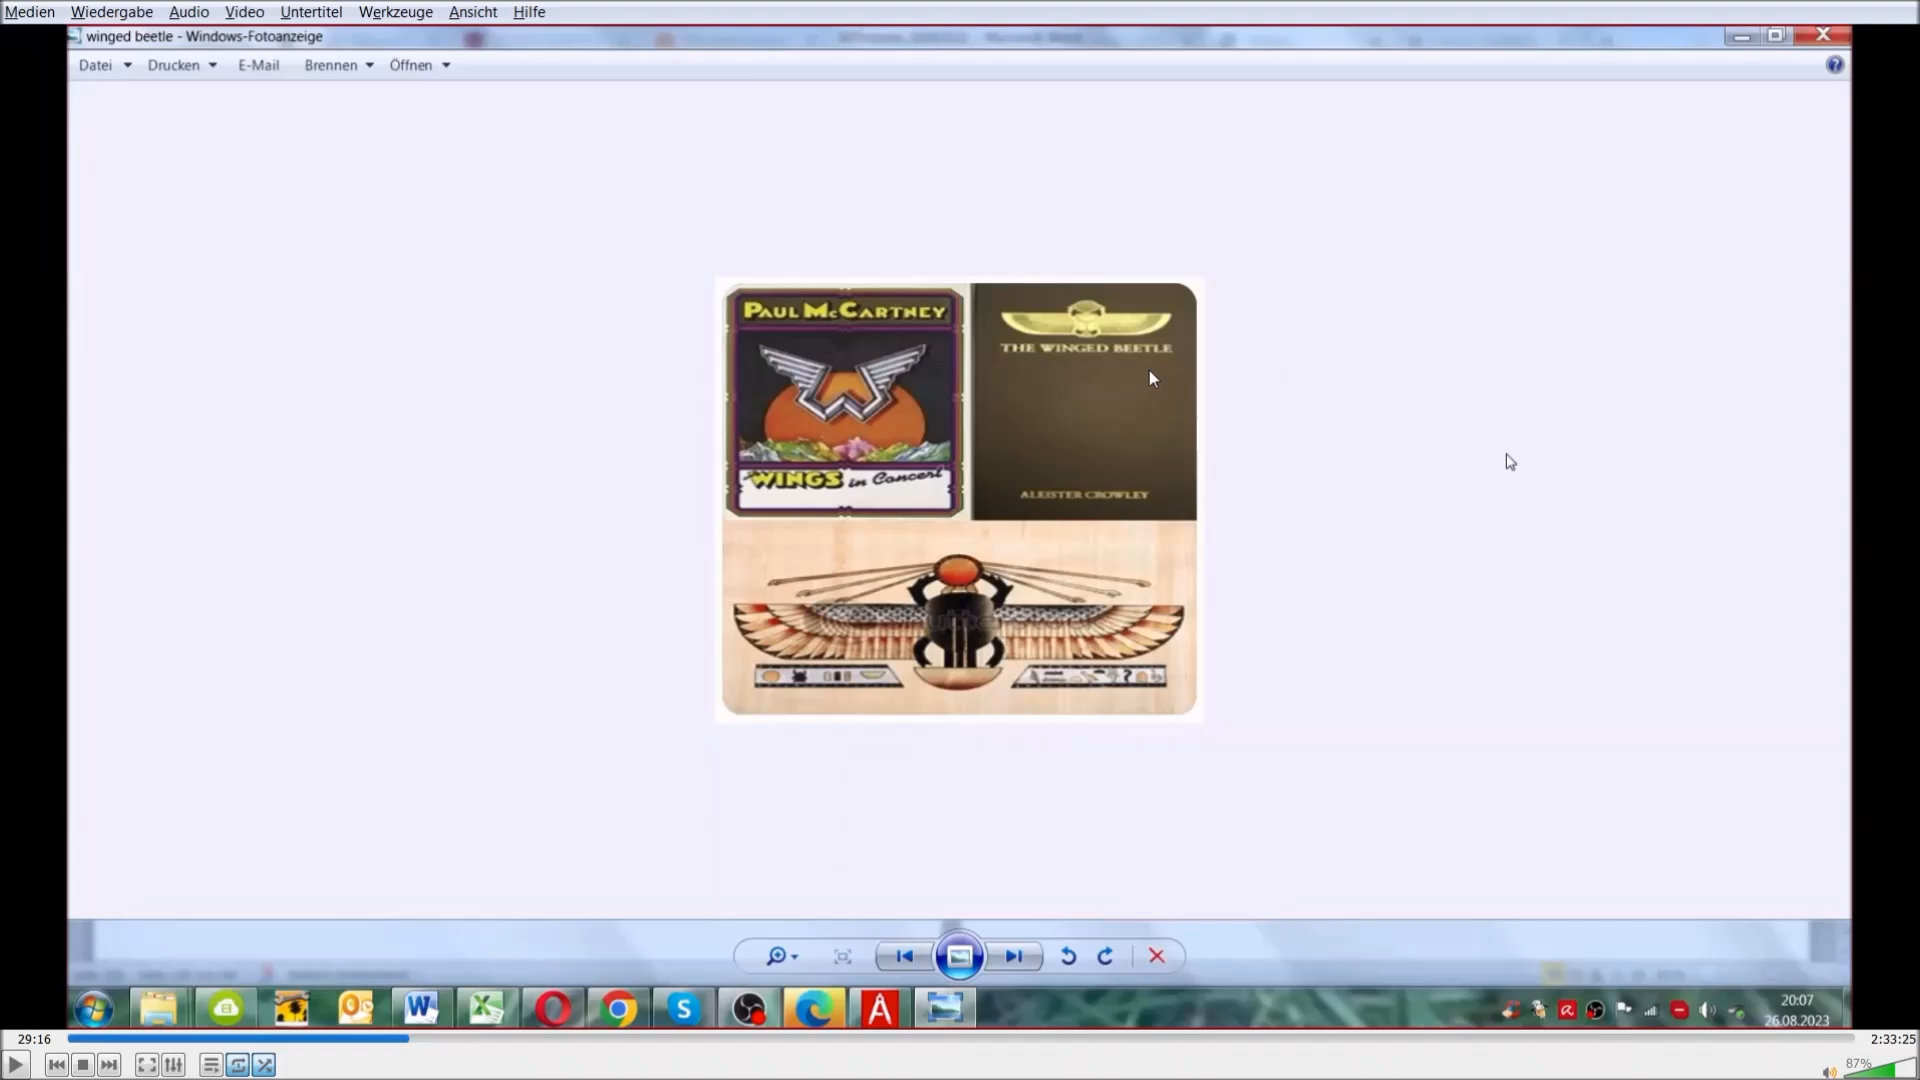 Medien Wiedergabe Audio Video Untertitel Werkzeuge Ansicht Hilfe
winged beetle - Windows-Fotoanzeige
Datei Drucken E-Mail Brennen Öffnen
PAUL McCARTNEY
WINGS in Concert
THE WINGED BEETLE
ALEISTER CROWLEY
20:07
26.08.2023
29:16
2:33:25
87%